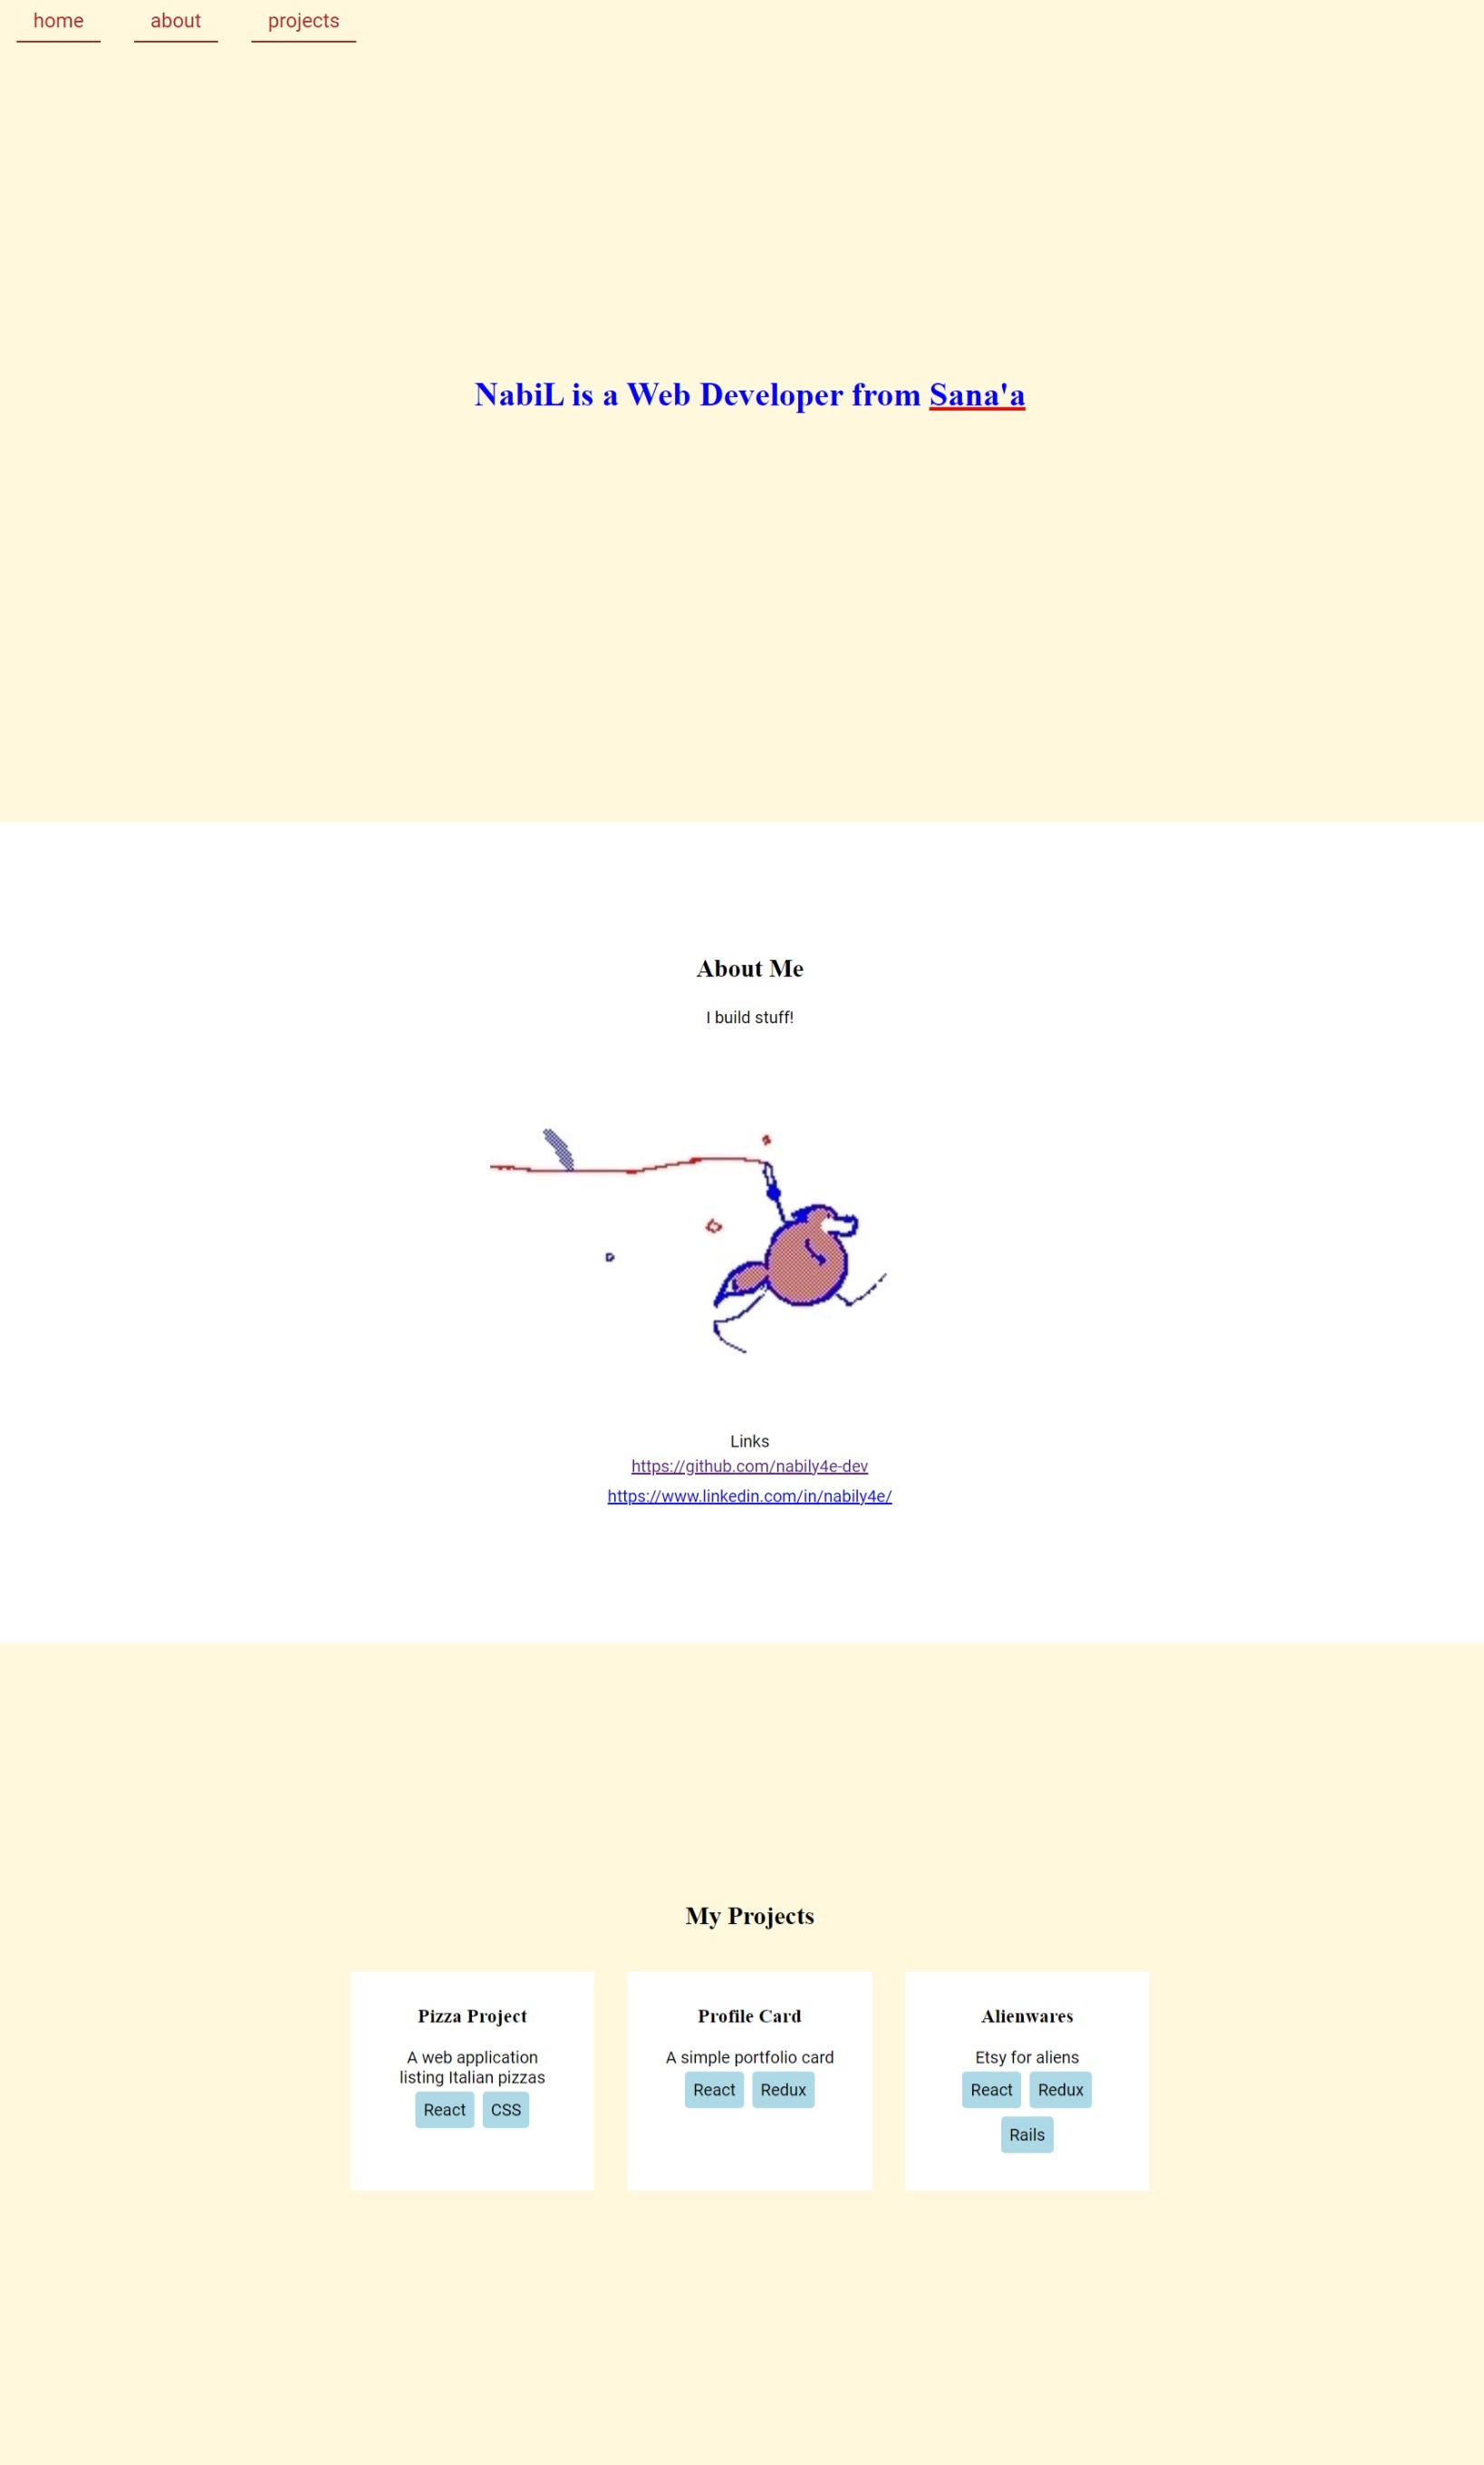 home about projects
NabiL is a Web Developer from Sana'a
About Me
I build stuff!
Links
https://github.com/nabily4e-dev
https://www.linkedin.com/in/nabily4e/
My Projects
Pizza Project
A web application
listing Italian pizzas
React CSS
Profile Card
A simple portfolio card
React Redux
Alienwares
Etsy for aliens
React Redux
Rails